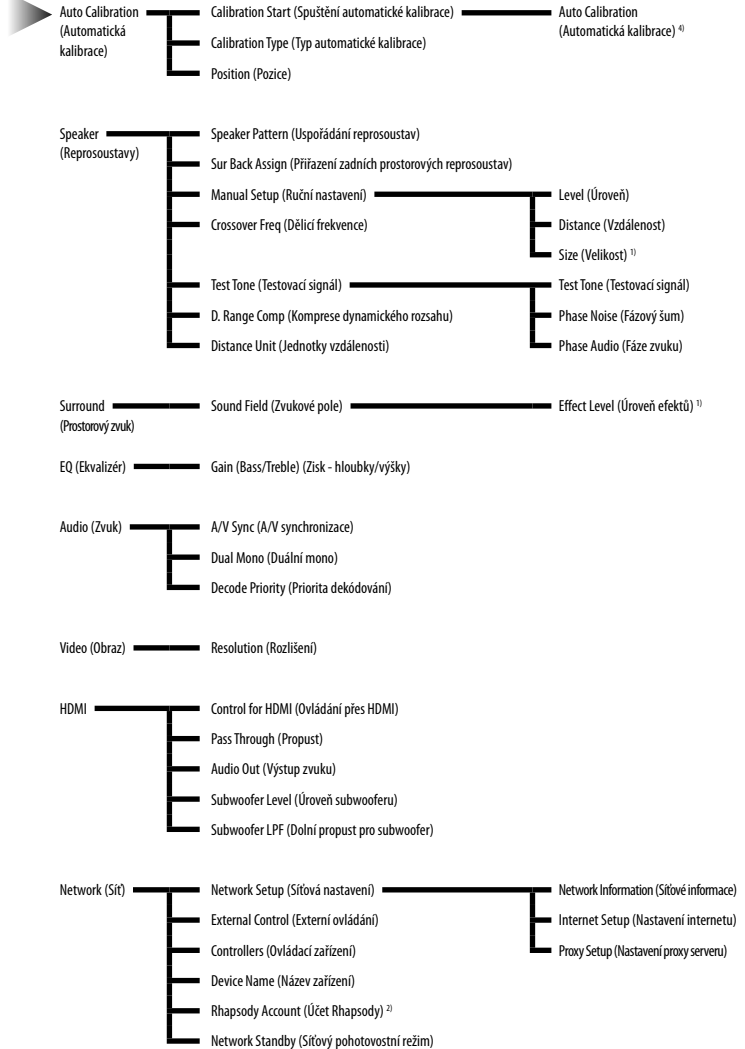 Auto Calibration
(Automatická
kalibrace)
Calibration Start (Spuštění automatické kalibrace)
Auto Calibration
(Automatická kalibrace) 4)
Calibration Type (Typ automatické kalibrace)
Position (Pozice)
Speaker
(Reprosoustavy)
Speaker Pattern (Uspořádání reprosoustav)
Sur Back Assign (Přiřazení zadních prostorových reprosoustav)
Manual Setup (Ruční nastavení)
Level (Úroveň)
Crossover Freq (Dělicí frekvence)
Distance (Vzdálenost)
Size (Velikost) 1)
Test Tone (Testovací signál)
Test Tone (Testovací signál)
D. Range Comp (Komprese dynamického rozsahu)
Phase Noise (Fázový šum)
Distance Unit (Jednotky vzdálenosti)
Phase Audio (Fáze zvuku)
Surround
(Prostorový zvuk)
Sound Field (Zvukové pole)
Effect Level (Úroveň efektů) 1)
EQ (Ekvalizér)
Gain (Bass/Treble) (Zisk - hloubky/výšky)
Audio (Zvuk)
A/V Sync (A/V synchronizace)
Dual Mono (Duální mono)
Decode Priority (Priorita dekódování)
Video (Obraz)
Resolution (Rozlišení)
HDMI
Control for HDMI (Ovládání přes HDMI)
Pass Through (Propust)
Audio Out (Výstup zvuku)
Subwoofer Level (Úroveň subwooferu)
Subwoofer LPF (Dolní propust pro subwoofer)
Network (Síť)
Network Setup (Síťová nastavení)
Network Information (Síťové informace)
External Control (Externí ovládání)
Internet Setup (Nastavení internetu)
Controllers (Ovládací zařízení)
Proxy Setup (Nastavení proxy serveru)
Device Name (Název zařízení)
Rhapsody Account (Účet Rhapsody) 2)
Network Standby (Síťový pohotovostní režim)